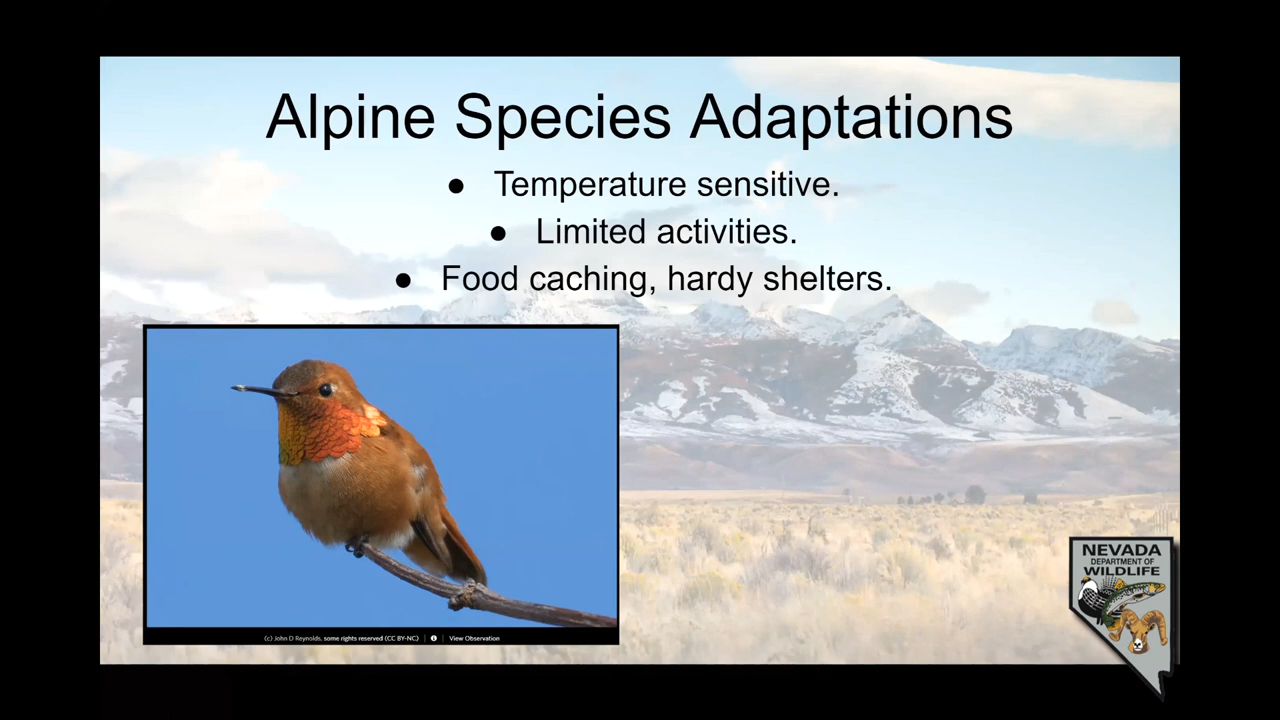 Alpine Species Adaptations
● Temperature sensitive.
● Limited activities.
● Food caching, hardy shelters.
(c) John D Reynolds, some rights reserved (CC BY-NC) | View Observation
NEVADA
DEPARTMENT OF
WILDLIFE